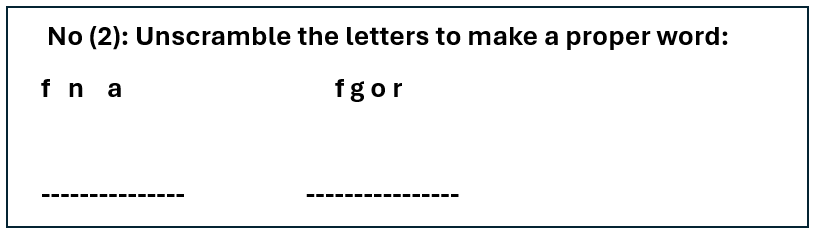 No (2): Unscramble the letters to make a proper word:
f n a f g o r
--------------- ----------------